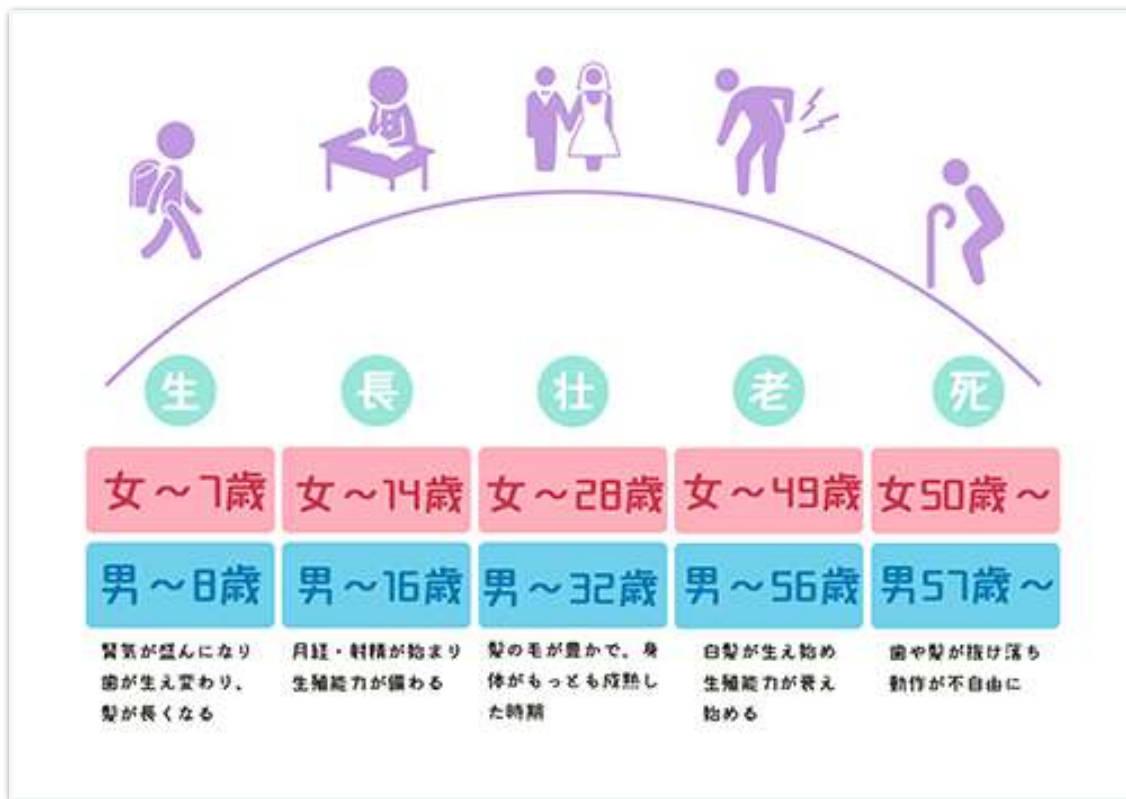 生
長
壮
老
死
女～7歳
女～14歳
女～28歳
女～49歳
女50歳～
男～8歳
男～16歳
男～32歳
男～56歳
男57歳～
腎気が盛んになり
歯が生え変わり、
髪が長くなる
月経・射精が始まり
生殖能力が備わる
髪の毛が豊かで、身
体がもっとも成熟し
た時期
白髪が生え始め
生殖能力が衰え
始める
歯や髪が抜け落ち
動作が不自由に